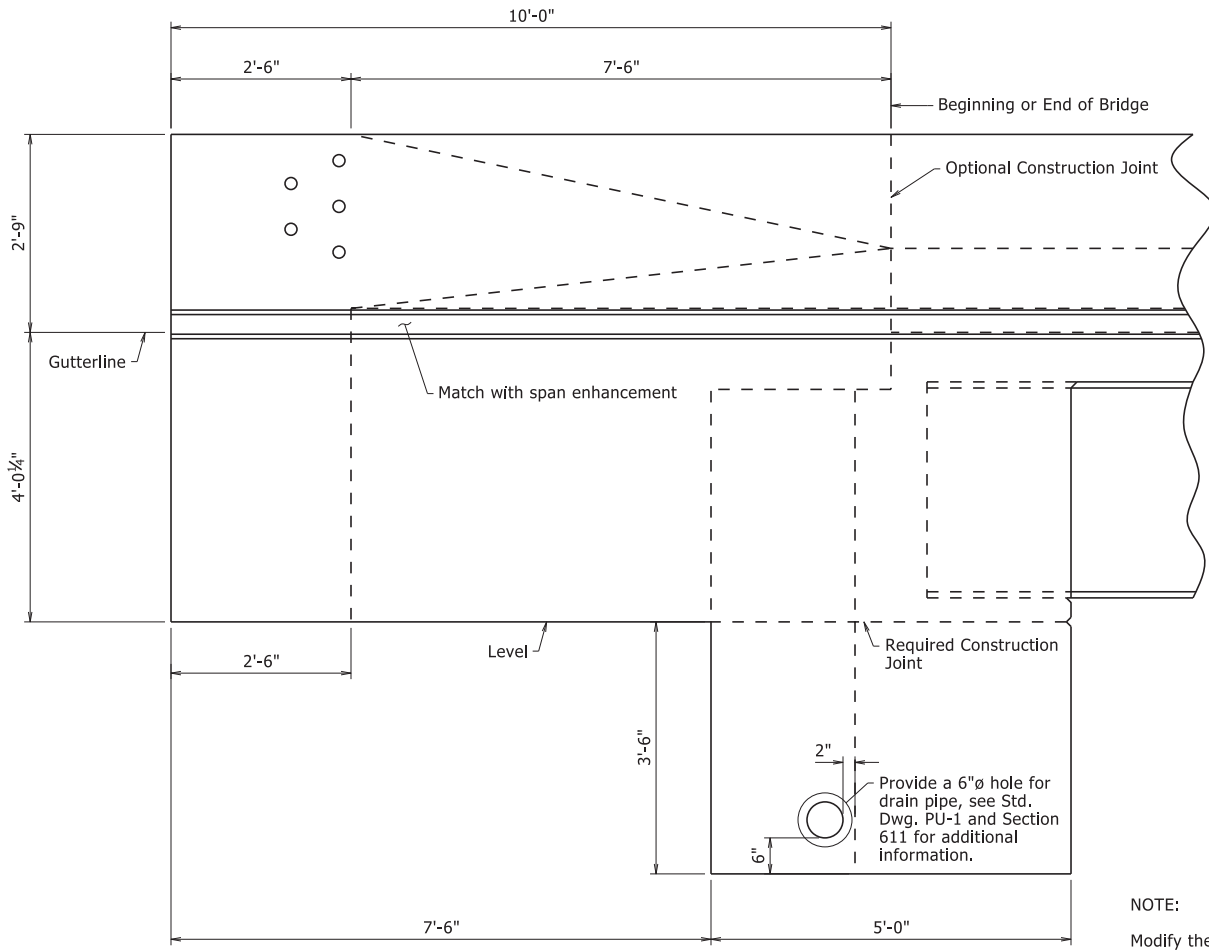 10'-0"
2'-6"
7'-6"
Beginning or End of Bridge
Optional Construction Joint
2'-9"
Gutterline
Match with span enhancement
4'-0¼"
Level
Required Construction
Joint
2'-6"
3'-6"
2"
Provide a 6"ø hole for
drain pipe, see Std.
Dwg. PU-1 and Section
611 for additional
information.
6"
7'-6"
5'-0"
NOTE:
Modify the